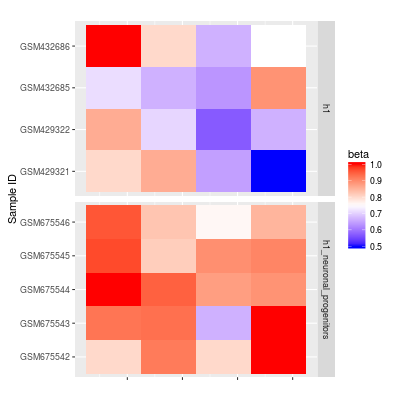 Sample ID
GSM432686
GSM432685
GSM429322
GSM429321
h1
GSM675546
GSM675545
GSM675544
GSM675543
GSM675542
h1_neuronal_progenitors
beta
1.0
0.9
0.8
0.7
0.6
0.5